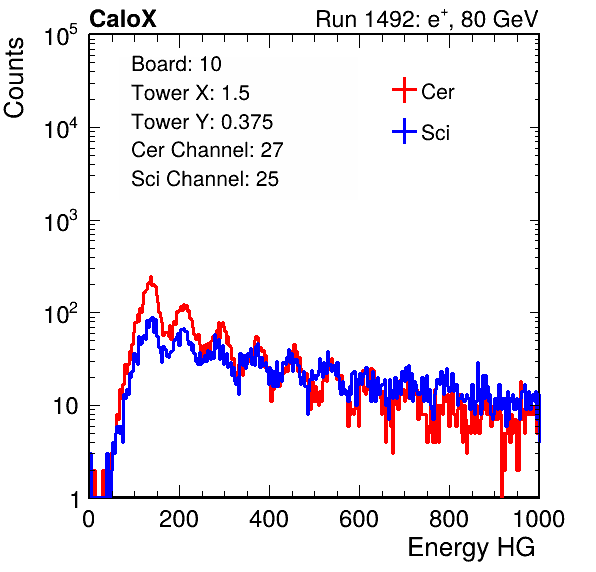 CaloX Run 1492: e⁺, 80 GeV
Counts
Board: 10
Tower X: 1.5
Tower Y: 0.375
Cer Channel: 27
Sci Channel: 25
Cer
Sci
10⁵
10⁴
10³
10²
10
1
0 200 400 600 800 1000
Energy HG